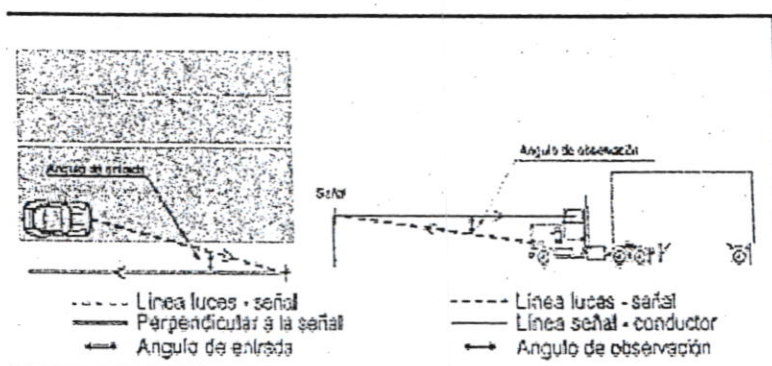 Angulo de entrada
Angulo de observación
Señal
Línea luces - señal
Perpendicular a la señal
Angulo de entrada
Línea luces - señal
Línea señal - conductor
Angulo de observación